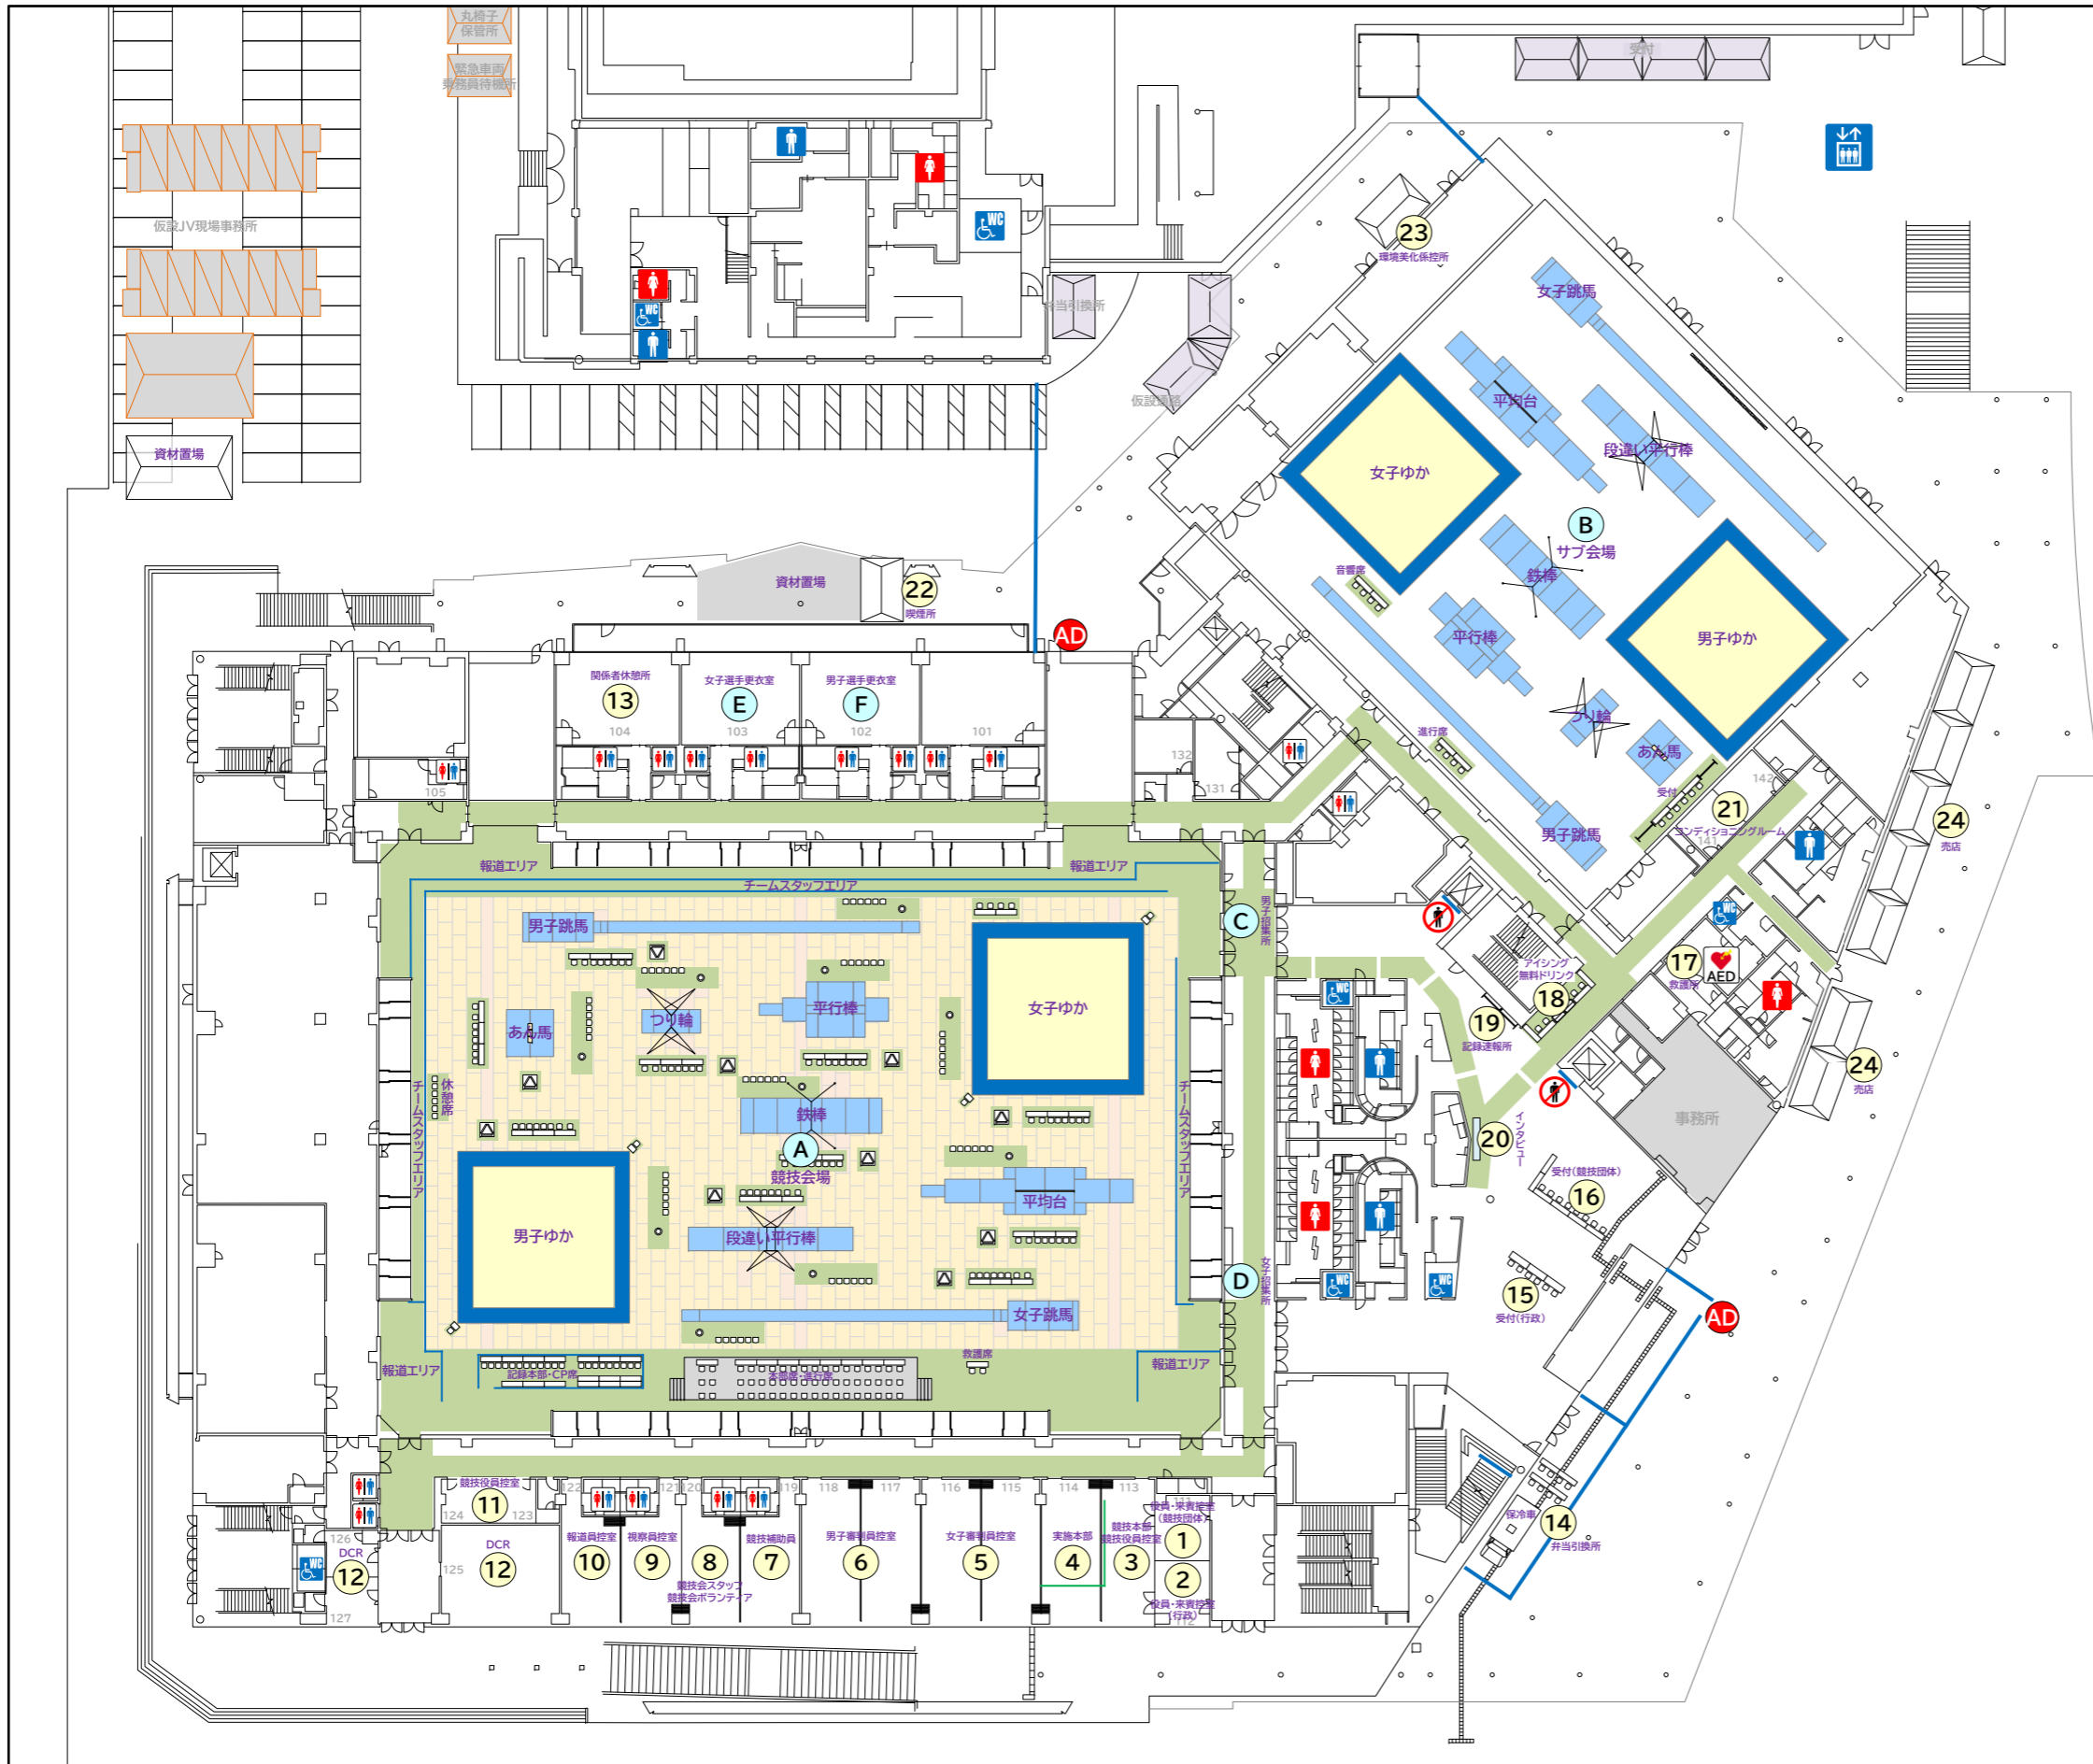 丸椅子
保管所
緊急車両
乗務員待機所
受付
仮設JV現場事務所
WC
23
環境美化係控所
女子跳馬
WC
弁当引換所
平均台
仮設通路
段違い平行棒
資材置場
女子ゆか
B
サブ会場
音響席
鉄棒
資材置場
22
喫煙所
AD
平行棒
男子ゆか
関係者休憩所
13
104
女子選手更衣室
E
103
男子選手更衣室
F
102
101
つり輪
進行席
あん馬
132
131
105
142
受付
21
コンディショニングルーム
141
男子跳馬
24
売店
報道エリア
報道エリア
チームスタッフエリア
男子跳馬
C
男子招集所
WC
アイシング
無料ドリンク
18
17
救護所
AED
女子ゆか
平行棒
つり輪
あん馬
WC
19
記録速報所
24
売店
休憩席
チームスタッフエリア
チームスタッフエリア
鉄棒
A
競技会場
20
インタビュー
事務所
受付(競技団体)
16
平均台
男子ゆか
段違い平行棒
D
女子招集所
WC
WC
15
受付(行政)
女子跳馬
AD
報道エリア
記録本部・CP席
本部席・進行席
救護席
報道エリア
競技役員控室
11
124
123
122
121
120
119
118
117
116
115
114
113
111
役員・来賓控室
(競技団体)
1
2
役員・来賓控室
(行政)
112
保冷車
14
弁当引換所
126
DCR
12
WC
127
125
DCR
12
報道員控室
10
視察員控室
9
8
競技会スタッフ
競技会ボランティア
競技補助員
7
男子審判員控室
6
女子審判員控室
5
実施本部
4
競技本部
競技役員控室
3